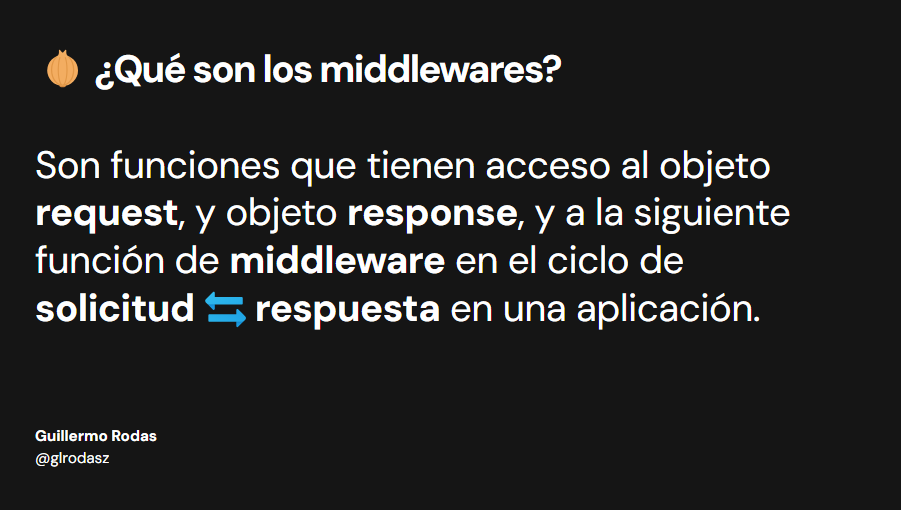 ¿Qué son los middlewares?
Son funciones que tienen acceso al objeto
request, y objeto response, y a la siguiente
función de middleware en el ciclo de
solicitud ⇆ respuesta en una aplicación.
Guillermo Rodas
@glrodasz